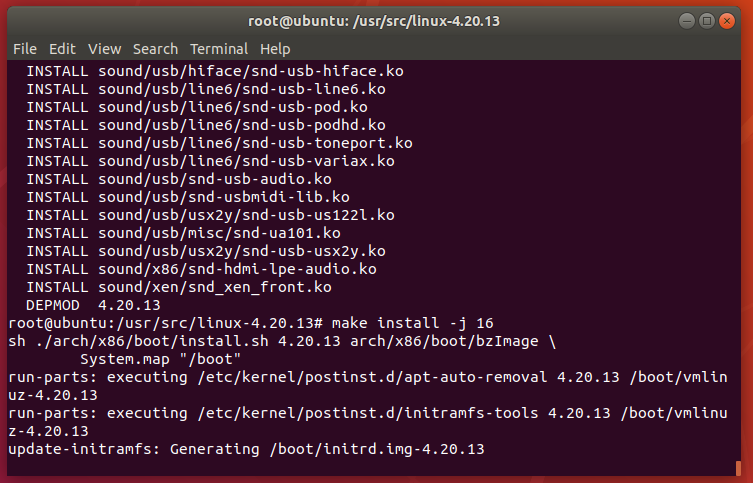 root@ubuntu: /usr/src/linux-4.20.13
File Edit View Search Terminal Help
INSTALL sound/usb/hiface/snd-usb-hiface.ko
INSTALL sound/usb/line6/snd-usb-line6.ko
INSTALL sound/usb/line6/snd-usb-pod.ko
INSTALL sound/usb/line6/snd-usb-podhd.ko
INSTALL sound/usb/line6/snd-usb-toneport.ko
INSTALL sound/usb/line6/snd-usb-variax.ko
INSTALL sound/usb/snd-usb-audio.ko
INSTALL sound/usb/snd-usbmidi-lib.ko
INSTALL sound/usb/usx2y/snd-usb-us122l.ko
INSTALL sound/usb/misc/snd-ua101.ko
INSTALL sound/usb/usx2y/snd-usb-usx2y.ko
INSTALL sound/x86/snd-hdmi-lpe-audio.ko
INSTALL sound/xen/snd_xen_front.ko
DEPMOD  4.20.13
root@ubuntu:/usr/src/linux-4.20.13# make install -j 16
sh ./arch/x86/boot/install.sh 4.20.13 arch/x86/boot/bzImage \
System.map "/boot"
run-parts: executing /etc/kernel/postinst.d/apt-auto-removal 4.20.13 /boot/vmlin
uz-4.20.13
run-parts: executing /etc/kernel/postinst.d/initramfs-tools 4.20.13 /boot/vmlinu
z-4.20.13
update-initramfs: Generating /boot/initrd.img-4.20.13